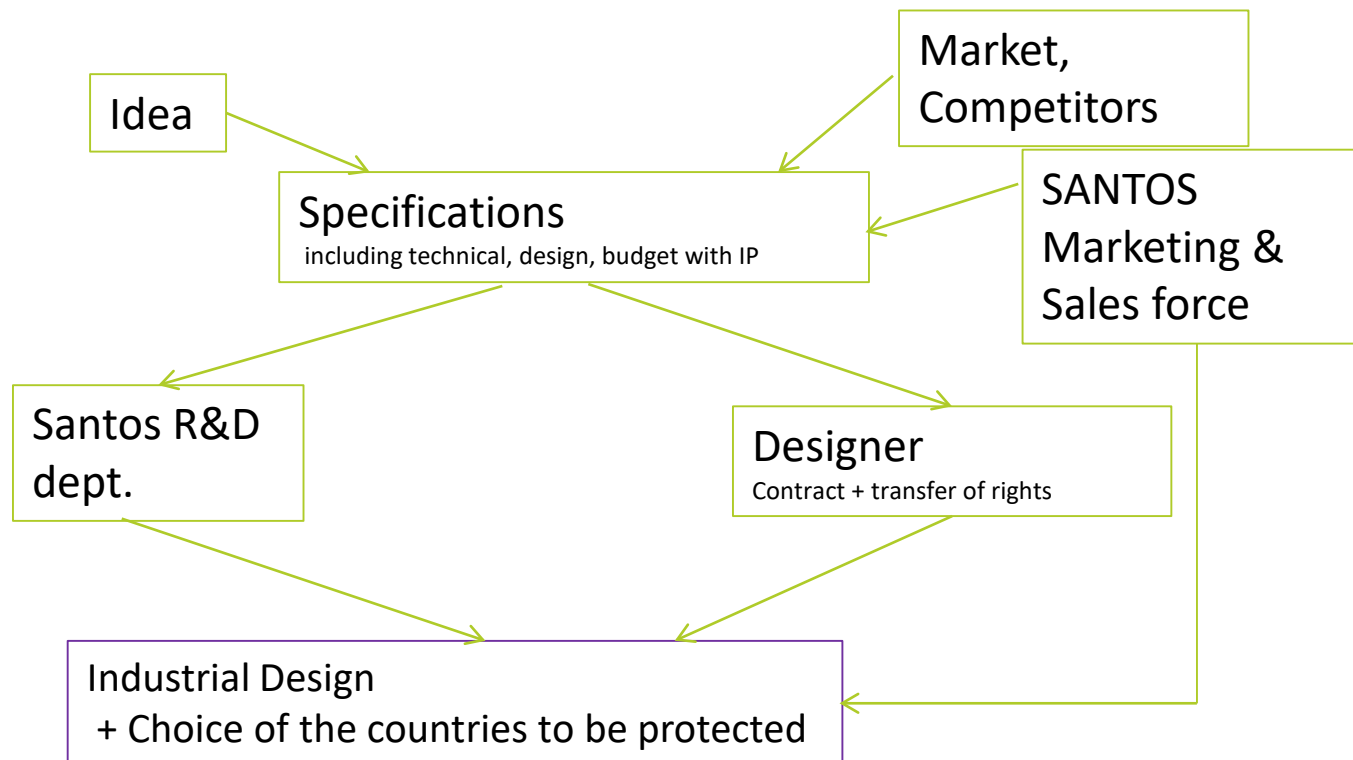 Idea
Market,
Competitors
SANTOS
Marketing &
Sales force
Specifications
including technical, design, budget with IP
Santos R&D
dept.
Designer
Contract + transfer of rights
Industrial Design
+ Choice of the countries to be protected